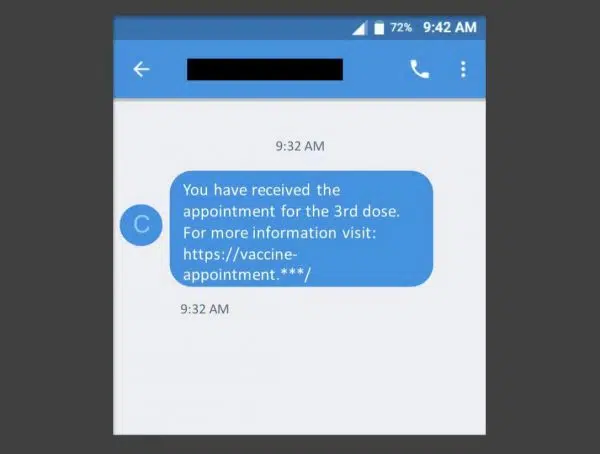 72% 9:42 AM
9:32 AM
You have received the
appointment for the 3rd dose.
For more information visit:
https://vaccine-
appointment.***/
C
9:32 AM